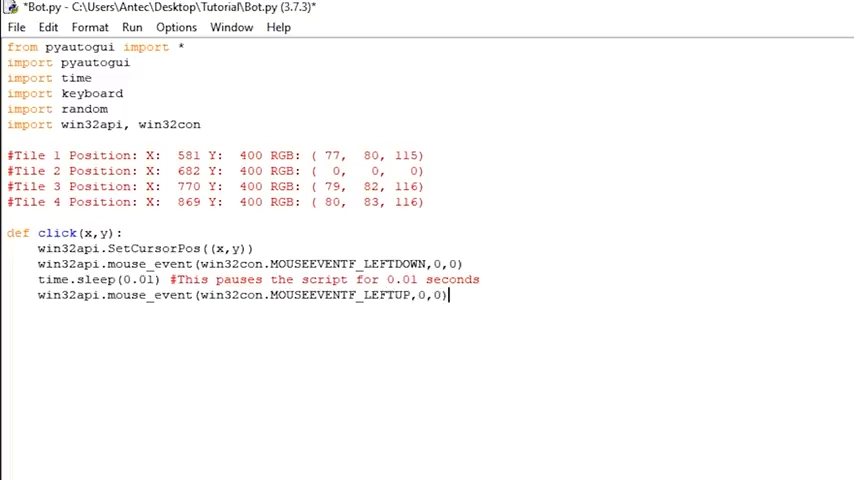 *Bot.py - C:\Users\Antec\Desktop\Tutorial\Bot.py (3.7.3)*
File Edit Format Run Options Window Help
from pyautogui import *
import pyautogui
import time
import keyboard
import random
import win32api, win32con
#Tile 1 Position: X:  581 Y:  400 RGB: ( 77,  80, 115)
#Tile 2 Position: X:  682 Y:  400 RGB: (  0,   0,   0)
#Tile 3 Position: X:  770 Y:  400 RGB: ( 79,  82, 116)
#Tile 4 Position: X:  869 Y:  400 RGB: ( 80,  83, 116)
def click(x,y):
    win32api.SetCursorPos((x,y))
    win32api.mouse_event(win32con.MOUSEEVENTF_LEFTDOWN,0,0)
    time.sleep(0.01) #This pauses the script for 0.01 seconds
    win32api.mouse_event(win32con.MOUSEEVENTF_LEFTUP,0,0)